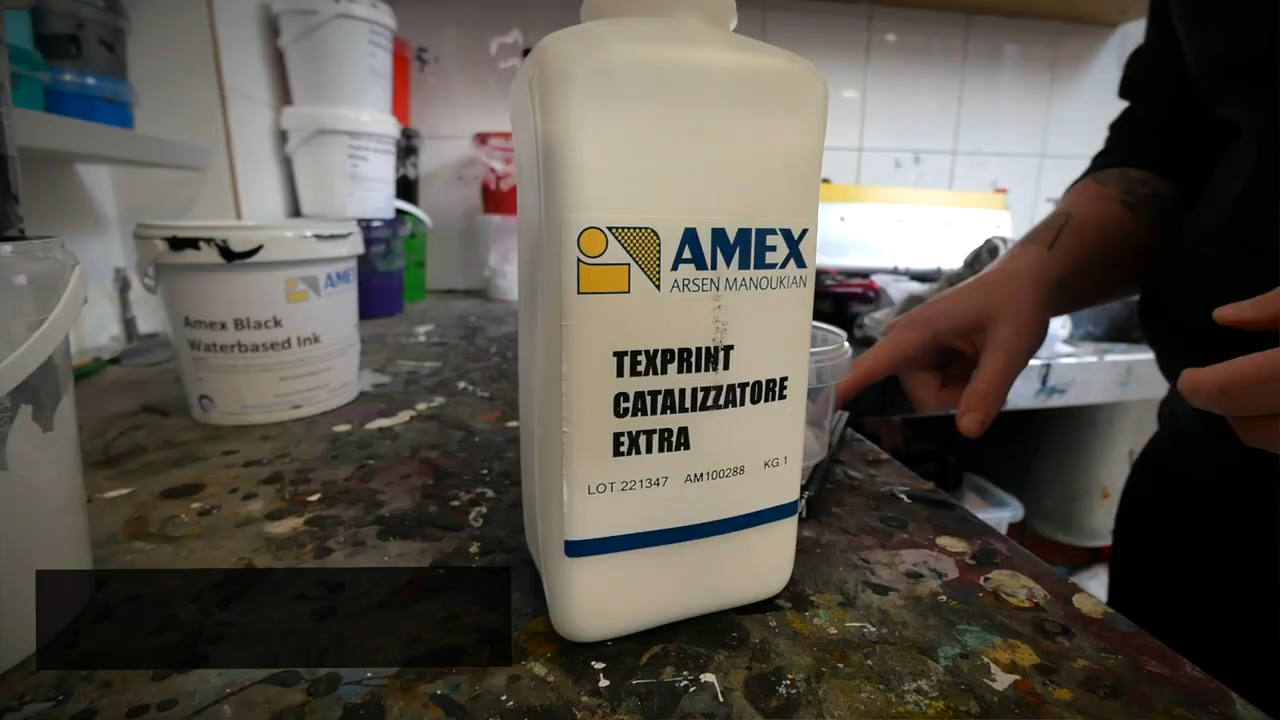 AMEX
ARSEN MANOUKIAN
TEXPRINT
CATALIZZATORE
EXTRA
LOT.221347 AM100288 KG.1
AMEX
Amex Black
Waterbased Ink